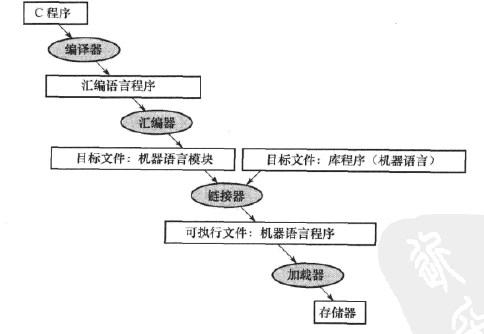 C 程序
编译器
汇编语言程序
汇编器
目标文件：机器语言模块
目标文件：库程序（机器语言）
链接器
可执行文件：机器语言程序
加载器
存储器